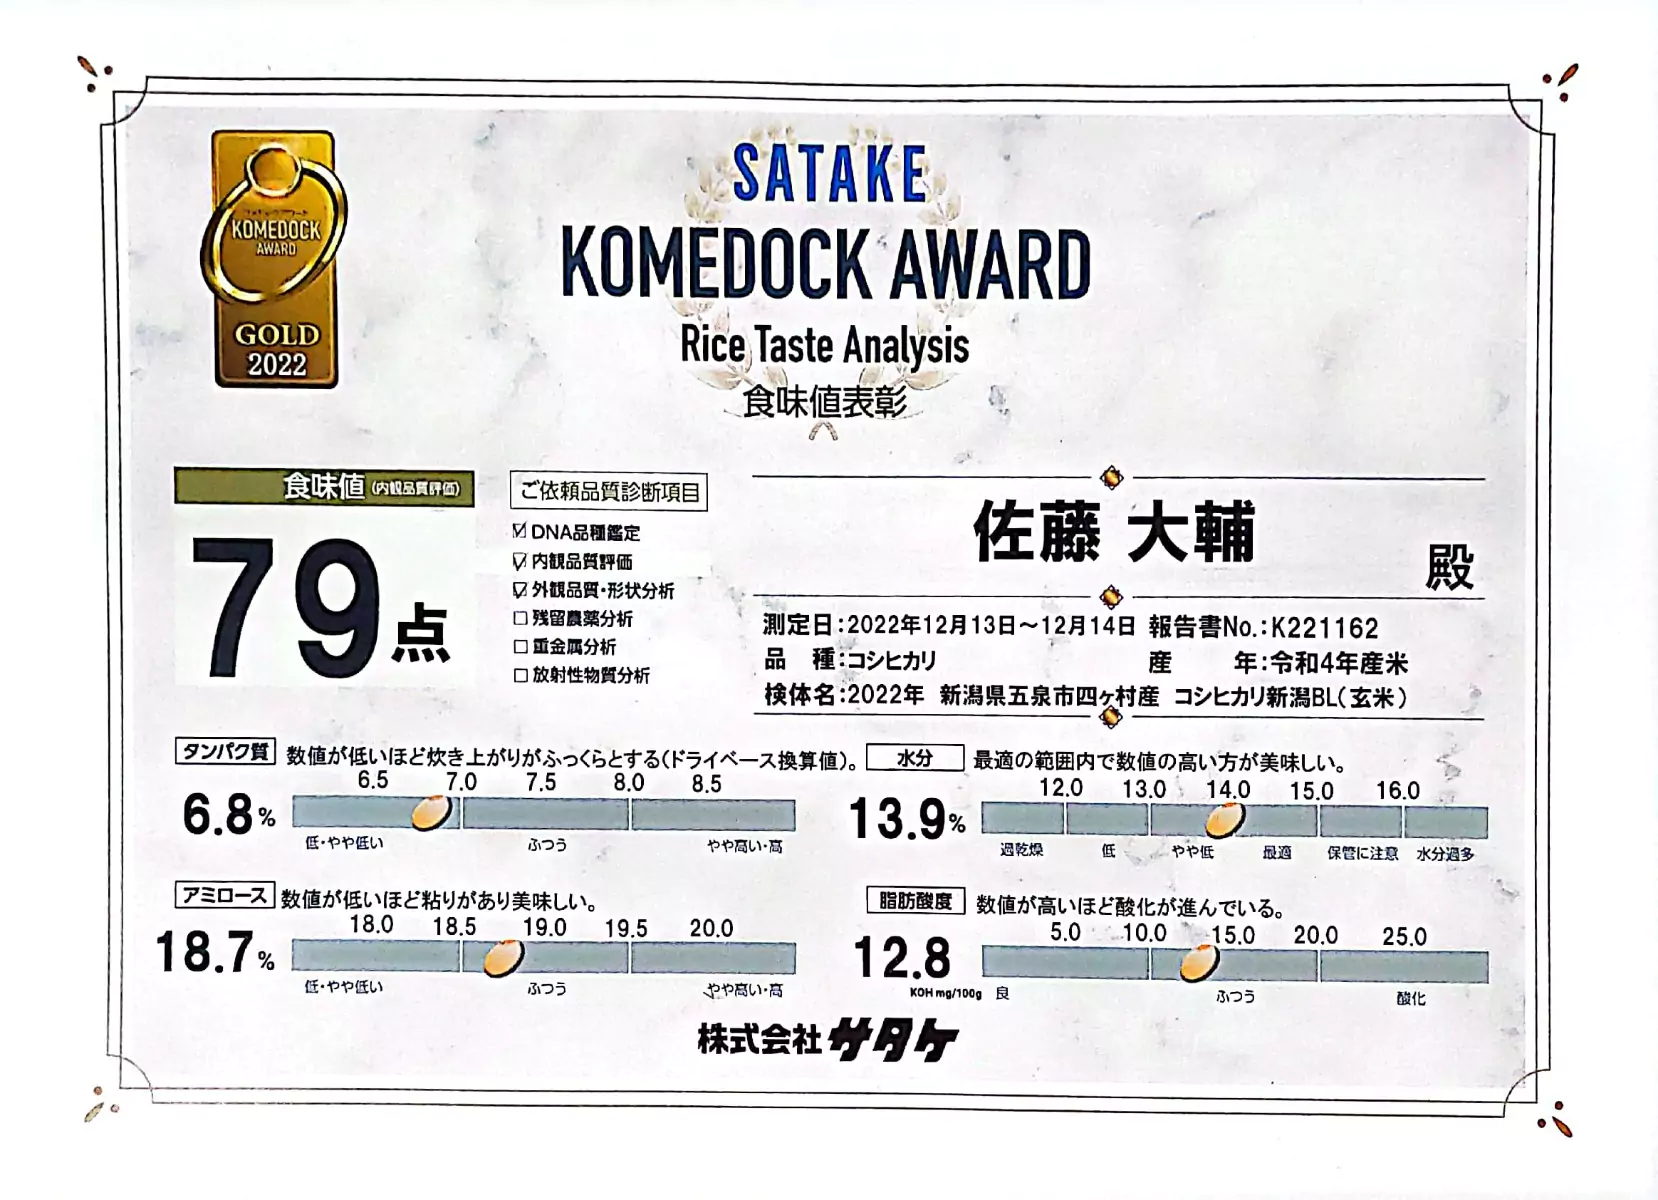 KOMEDOCK
AWARD
GOLD
2022
SATAKE
KOMEDOCK AWARD
Rice Taste Analysis
食味値表彰
食味値(内観品質評価)
79点
ご依頼品質診断項目
☑ DNA品種鑑定
☑ 内観品質評価
☑ 外観品質・形状分析
□ 残留農薬分析
□ 重金属分析
□ 放射性物質分析
佐藤 大輔 殿
測定日:2022年12月13日～12月14日 報告書No.:K221162
品 種:コシヒカリ 産 年:令和4年産米
検体名:2022年 新潟県五泉市四ヶ村産 コシヒカリ新潟BL(玄米)
タンパク質 数値が低いほど炊き上がりがふっくらとする(ドライベース換算値)。
6.5 7.0 7.5 8.0 8.5
6.8%
低・やや低い ふつう やや高い・高
水分 最適の範囲内で数値の高い方が美味しい。
12.0 13.0 14.0 15.0 16.0
13.9%
過乾燥 低 やや低 最適 保管に注意 水分過多
アミロース 数値が低いほど粘りがあり美味しい。
18.0 18.5 19.0 19.5 20.0
18.7%
低・やや低い ふつう やや高い・高
脂肪酸度 数値が高いほど酸化が進んでいる。
5.0 10.0 15.0 20.0 25.0
12.8
KOH mg/100g 良 ふつう 酸化
株式会社サタケ